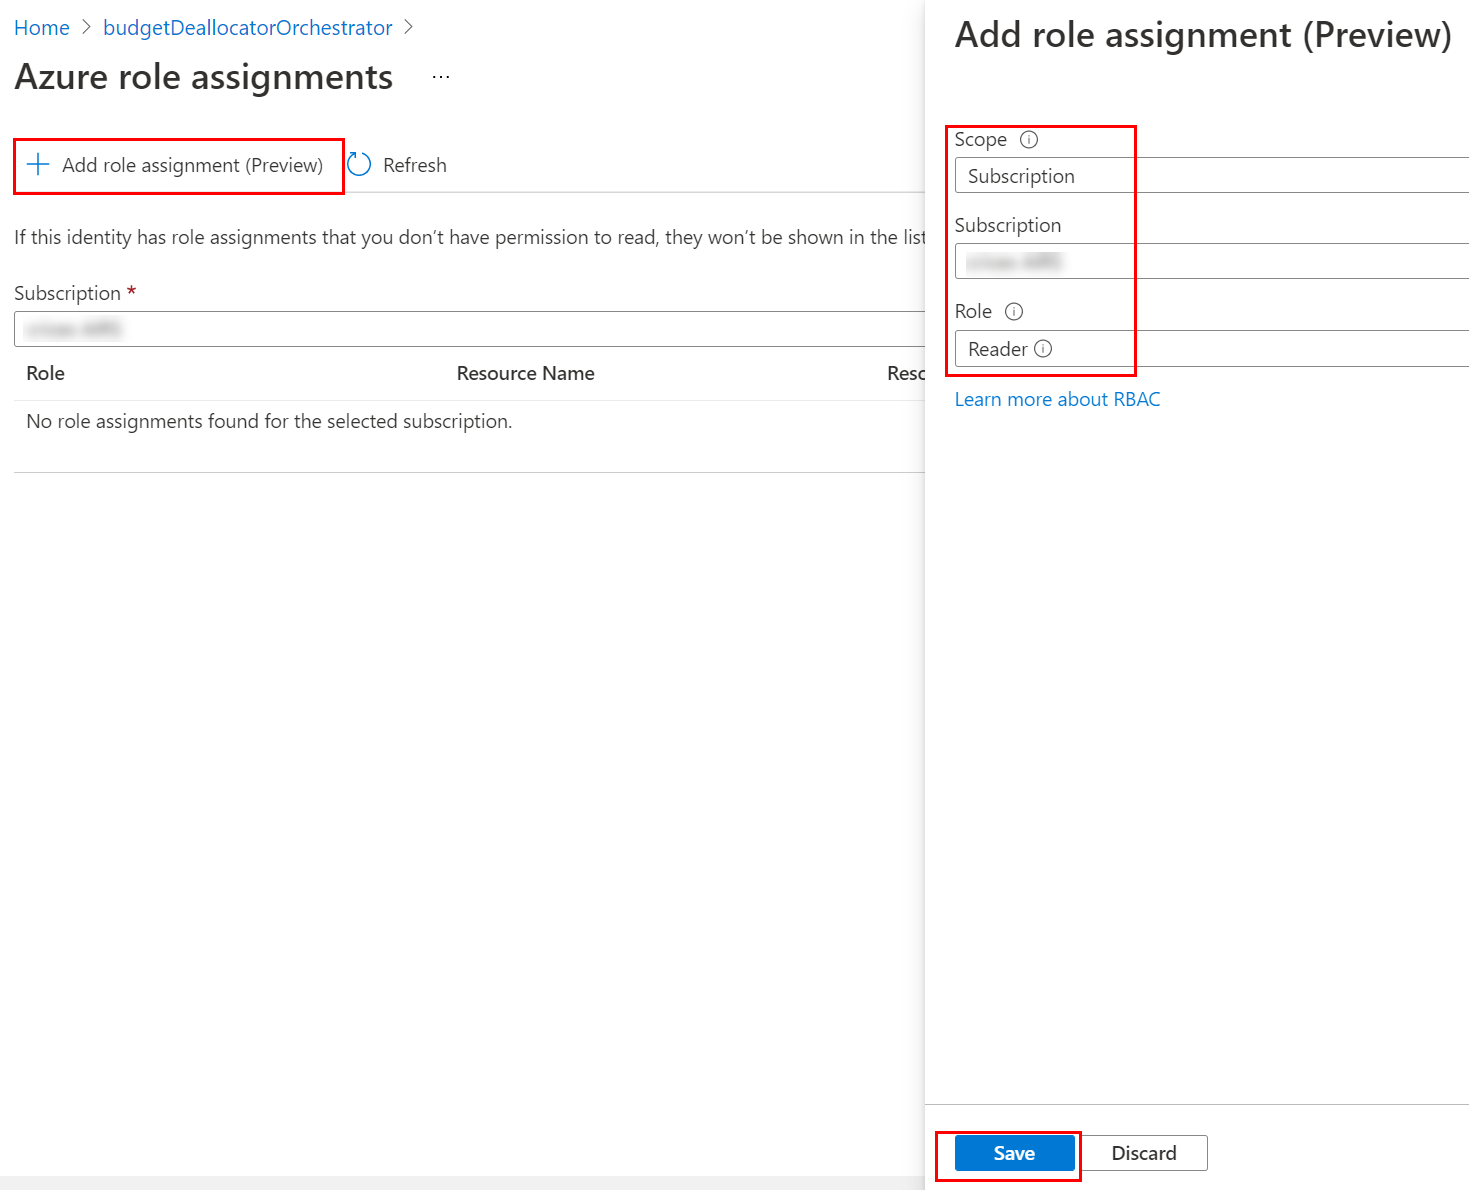 Home > budgetDeallocatorOrchestrator >
Azure role assignments ...
Add role assignment (Preview) Refresh
If this identity has role assignments that you don't have permission to read, they won't be shown in the list
Subscription *
Role Resource Name
No role assignments found for the selected subscription.
Add role assignment (Preview)
Scope
Subscription
Subscription
Role
Reader
Learn more about RBAC
Save Discard